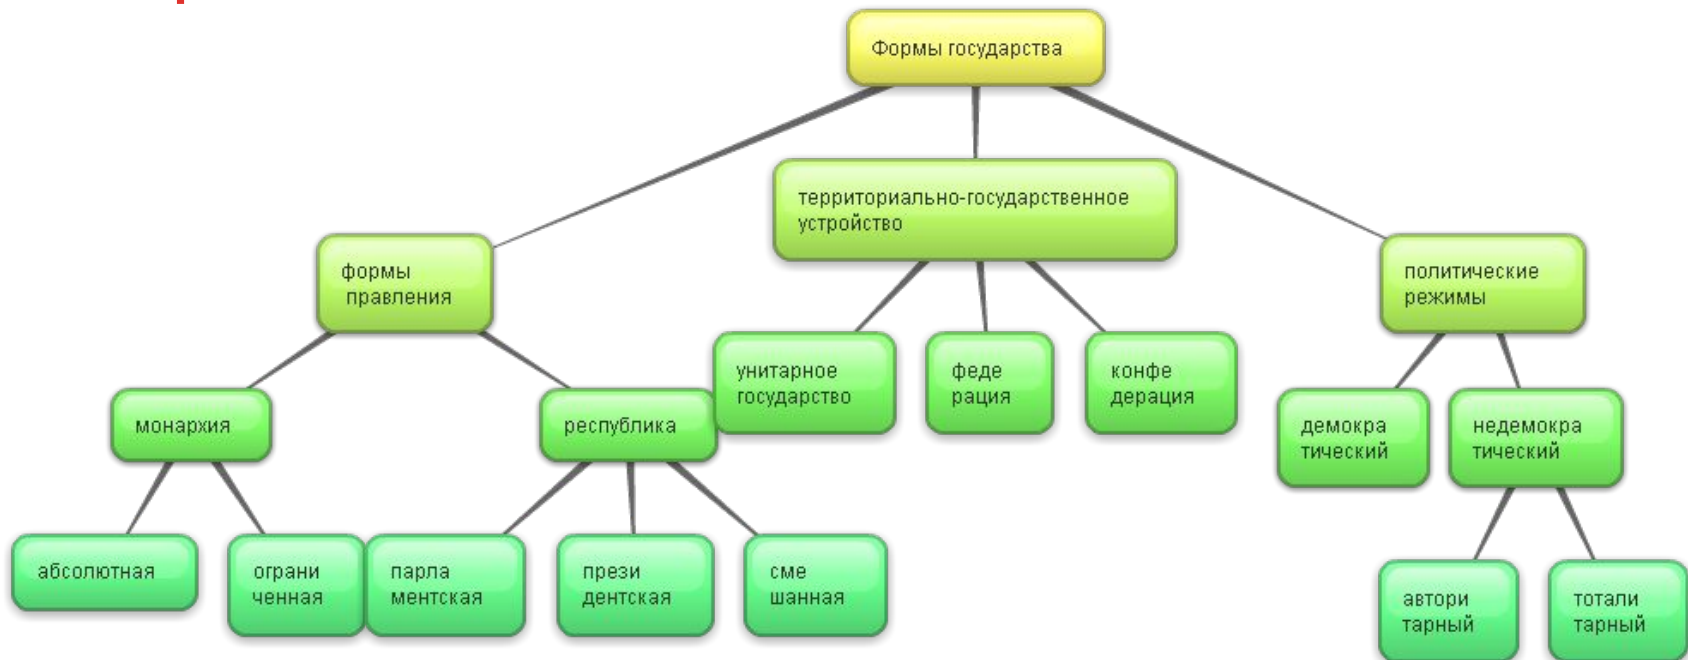 Формы государства
территориально-государственное
устройство
формы
правления
политические
режимы
унитарное
государство
феде
рация
конфе
дерация
монархия
республика
демокра
тический
недемокра
тический
абсолютная
ограни
ченная
парла
ментская
прези
дентская
сме
шанная
автори
тарный
тотали
тарный